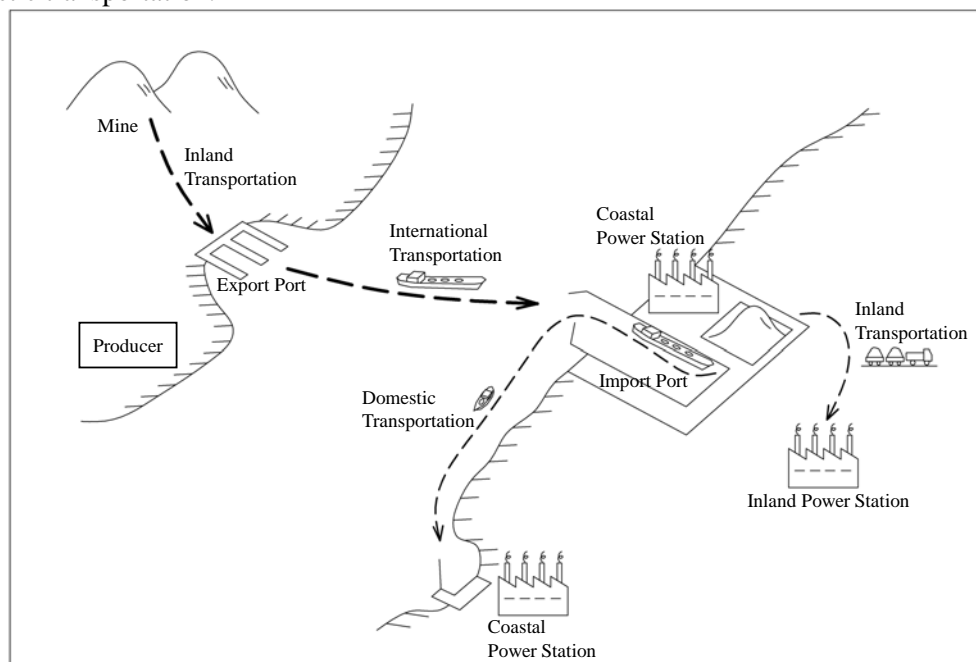 Mine
Inland
Transportation
International
Transportation
Coastal
Power Station
Export Port
Inland
Transportation
Producer
Import Port
Domestic
Transportation
Inland Power Station
Coastal
Power Station